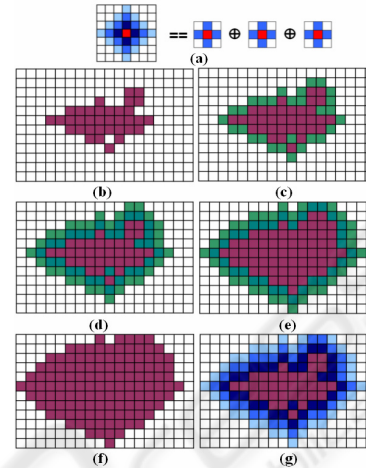 == ⊕ ⊕
(a)
(b) (c)
(d) (e)
(f) (g)